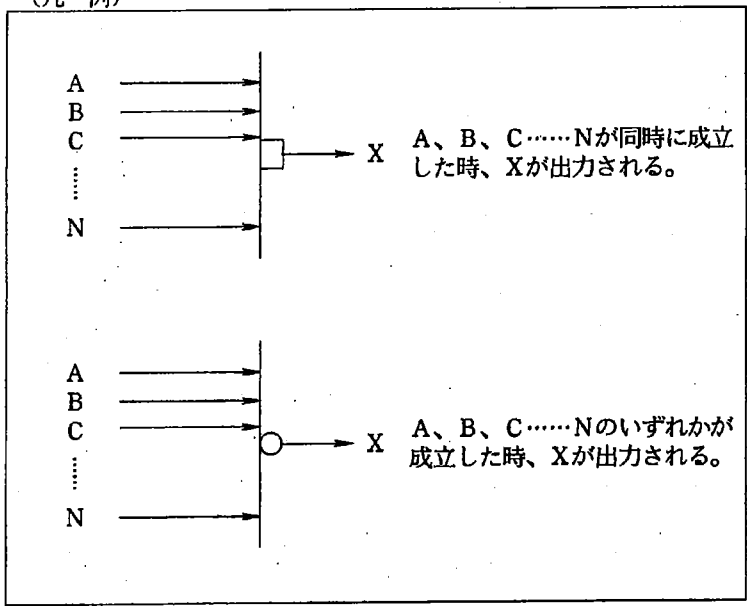 A
B
C
……
N
X
A、B、C……Nが同時に成立
した時、Xが出力される。
A
B
C
……
N
X
A、B、C……Nのいずれかが
成立した時、Xが出力される。